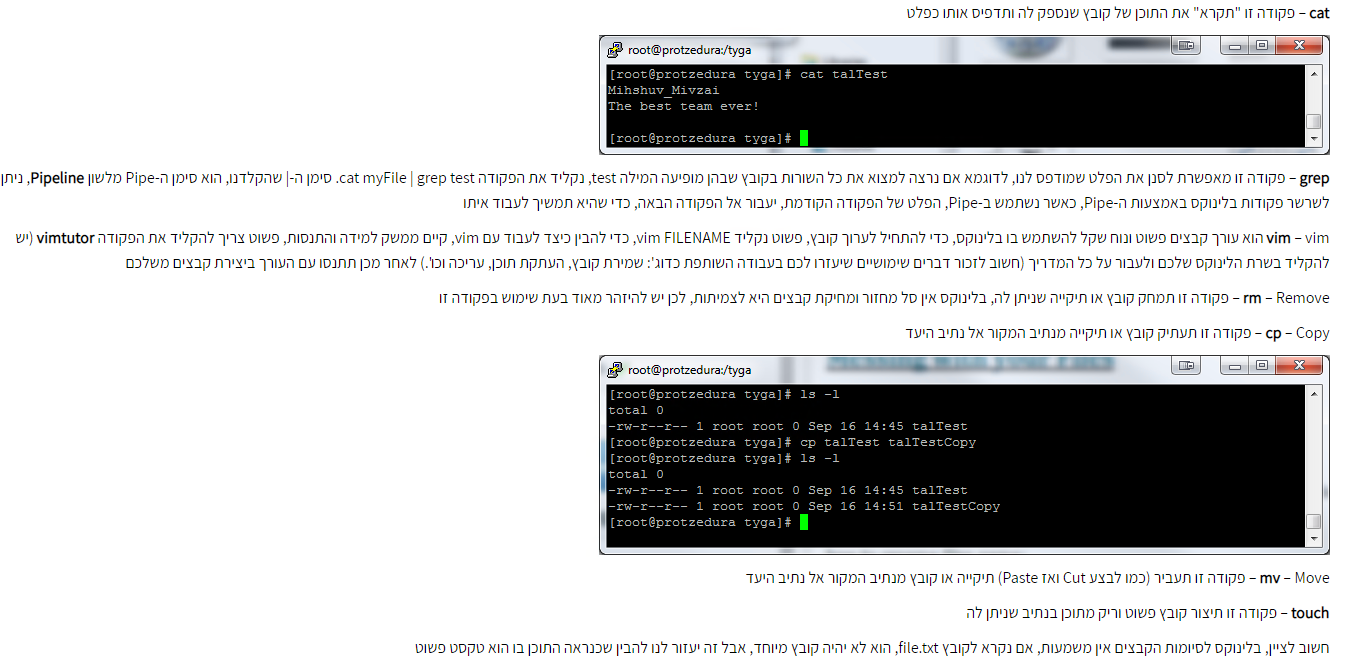 cat – פקודה זו "תקרא" את התוכן של קובץ שנספק לה ותדפיס אותו כפלט
root@protzedura:/tyga
[root@protzedura tyga]# cat talTest
Mihshuv_Mivzai
The best team ever!
[root@protzedura tyga]#
grep – פקודה זו מאפשרת לסנן את הפלט שמודפס לנו, לדוגמא אם נרצה למצוא את כל השורות בקובץ שבהן מופיעה המילה test, נקליד את הפקודה cat myFile | grep test. סימן ה-| שהקלדנו, הוא סימן ה-Pipe מלשון Pipeline, ניתן
לשרשר פקודות בלינוקס באמצעות ה-Pipe, כאשר נשתמש ב-Pipe, הפלט של הפקודה הקודמת, יעבור אל הפקודה הבאה, כדי שהיא תמשיך לעבוד איתו
vim – vim הוא עורך קבצים פשוט ונוח שקל להשתמש בו בלינוקס, כדי להתחיל לערוך קובץ, פשוט נקליד vim FILENAME, כדי להבין כיצד לעבוד עם vim, קיים ממשק למידה והתנסות, פשוט צריך להקליד את הפקודה vimtutor (יש
להקליד בשרת הלינוקס שלכם ולעבור על כל המדריך (חשוב לזכור דברים שימושיים שיעזרו לכם בעבודה השותפת כדוג': שמירת קובץ, העתקת תוכן, עריכה וכו'.) לאחר מכן תתנסו עם העורך ביצירת קבצים משלכם
rm – Remove – פקודה זו תמחק קובץ או תיקייה שניתן לה, בלינוקס אין סל מחזור ומחיקת קבצים היא לצמיתות, לכן יש להיזהר מאוד בעת שימוש בפקודה זו
cp – Copy – פקודה זו תעתיק קובץ או תיקייה מנתיב המקור אל נתיב היעד
root@protzedura:/tyga
[root@protzedura tyga]# ls -l
total 0
-rw-r--r-- 1 root root 0 Sep 16 14:45 talTest
[root@protzedura tyga]# cp talTest talTestCopy
[root@protzedura tyga]# ls -l
total 0
-rw-r--r-- 1 root root 0 Sep 16 14:45 talTest
-rw-r--r-- 1 root root 0 Sep 16 14:51 talTestCopy
[root@protzedura tyga]#
mv – Move – פקודה זו תעביר (כמו לבצע Cut ואז Paste) תיקייה או קובץ מנתיב המקור אל נתיב היעד
touch – פקודה זו תיצור קובץ פשוט וריק מתוכן בנתיב שניתן לה
חשוב לציין, בלינוקס לסיומות הקבצים אין משמעות, אם נקרא לקובץ file.txt, הוא לא יהיה קובץ מיוחד, אבל זה יעזור לנו להבין שכנראה התוכן בו הוא טקסט פשוט